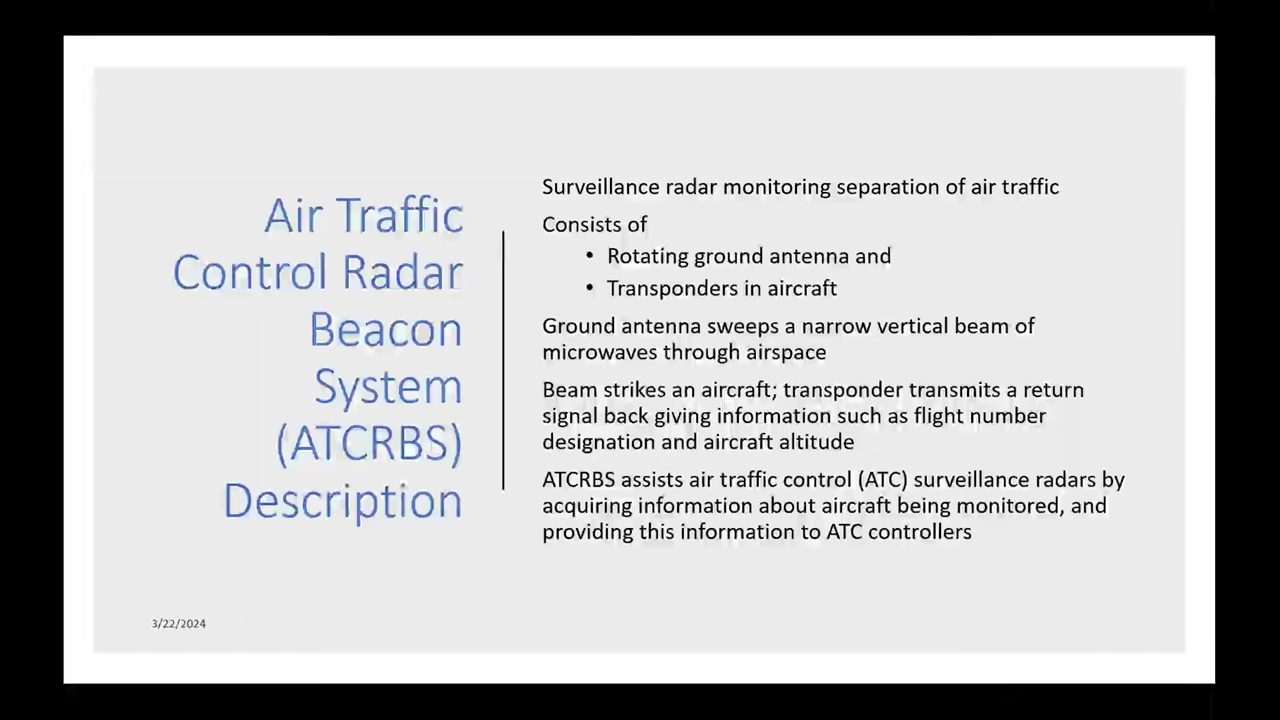 Air Traffic
Control Radar
Beacon
System
(ATCRBS)
Description
Surveillance radar monitoring separation of air traffic
Consists of
• Rotating ground antenna and
• Transponders in aircraft
Ground antenna sweeps a narrow vertical beam of
microwaves through airspace
Beam strikes an aircraft; transponder transmits a return
signal back giving information such as flight number
designation and aircraft altitude
ATCRBS assists air traffic control (ATC) surveillance radars by
acquiring information about aircraft being monitored, and
providing this information to ATC controllers
3/22/2024